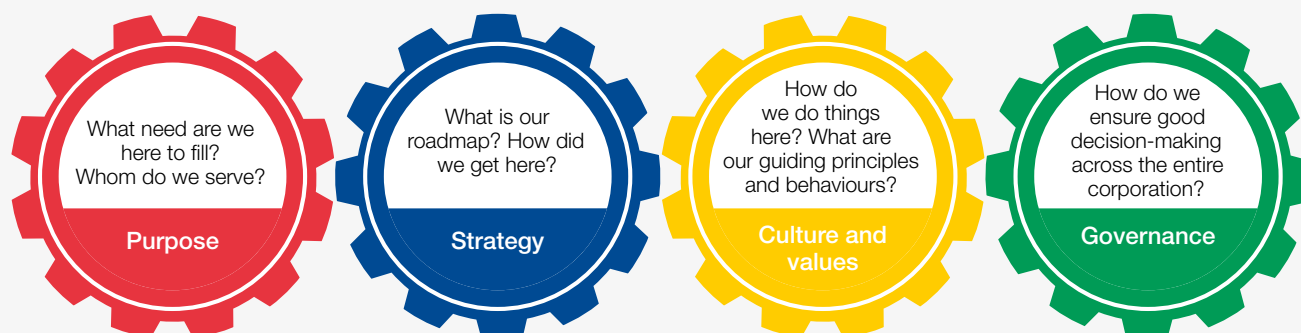 What need are we
here to fill?
Whom do we serve?
Purpose
What is our
roadmap? How did
we get here?
Strategy
How do
we do things
here? What are
our guiding principles
and behaviours?
Culture and
values
How do we
ensure good
decision-making
across the entire
corporation?
Governance